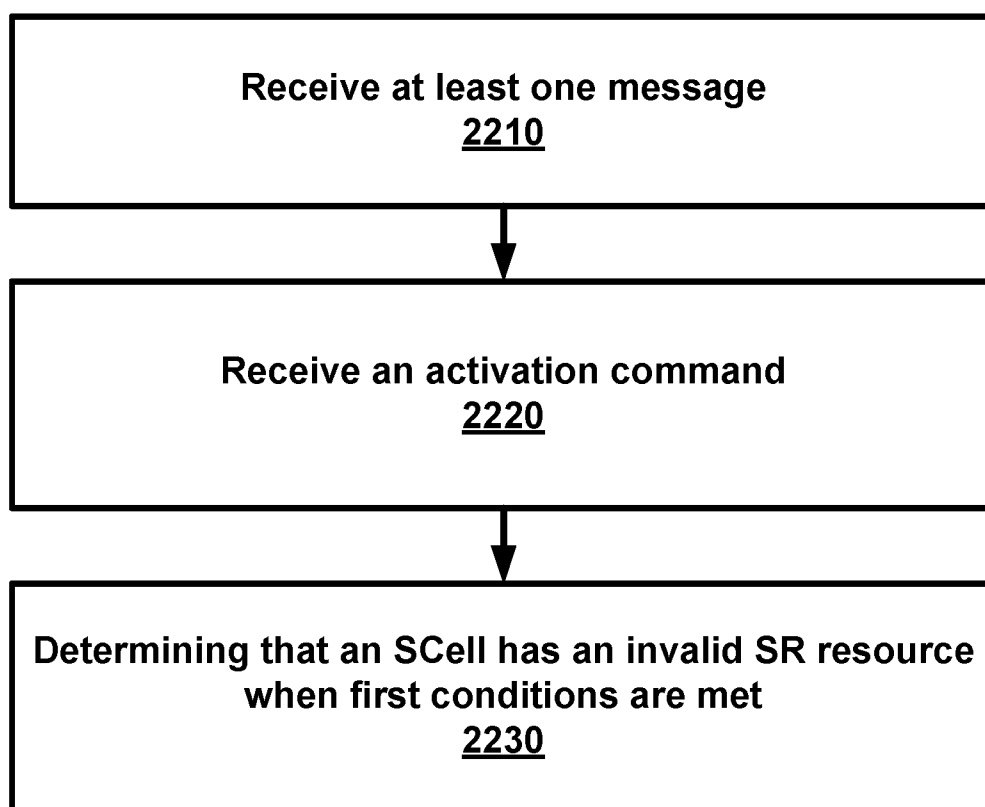 Receive at least one message
2210
Receive an activation command
2220
Determining that an SCell has an invalid SR resource
when first conditions are met
2230